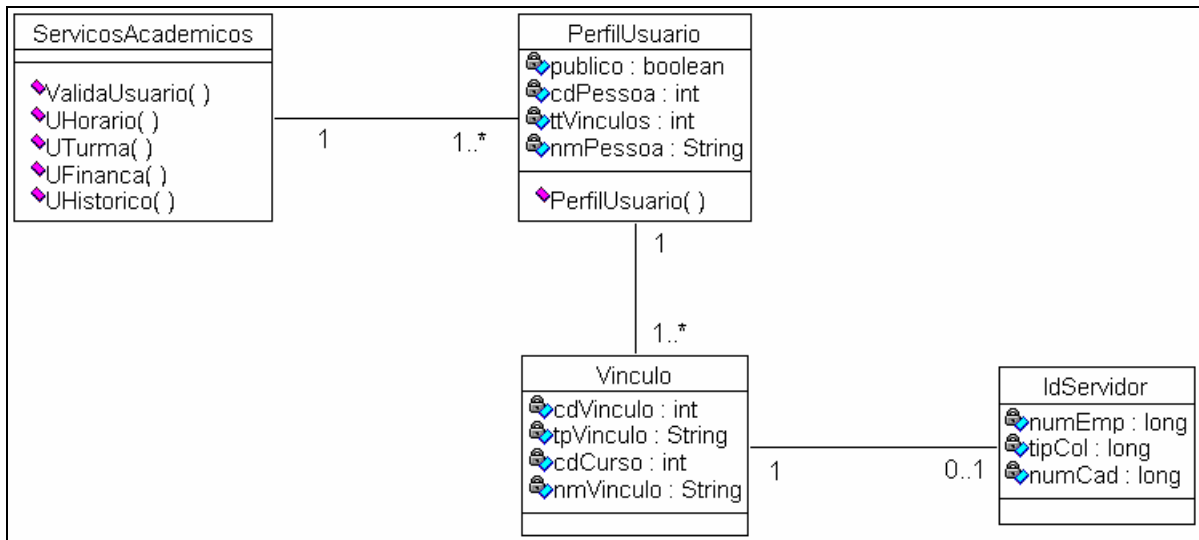 ServicosAcademicos
ValidaUsuario( )
UHorario( )
UTurma( )
UFinanca( )
UHistorico( )
1
1..*
PerfilUsuario
publico : boolean
cdPessoa : int
ttVinculos : int
nmPessoa : String
PerfilUsuario( )
1
1..*
Vinculo
cdVinculo : int
tpVinculo : String
cdCurso : int
nmVinculo : String
1
0..1
IdServidor
numEmp : long
tipCol : long
numCad : long